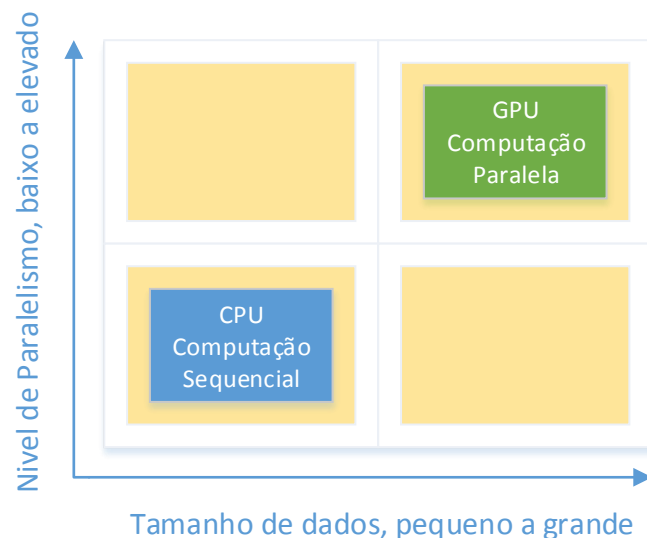 Nivel de Paralelismo, baixo a elevado
GPU
Computação
Paralela
CPU
Computação
Sequencial
Tamanho de dados, pequeno a grande